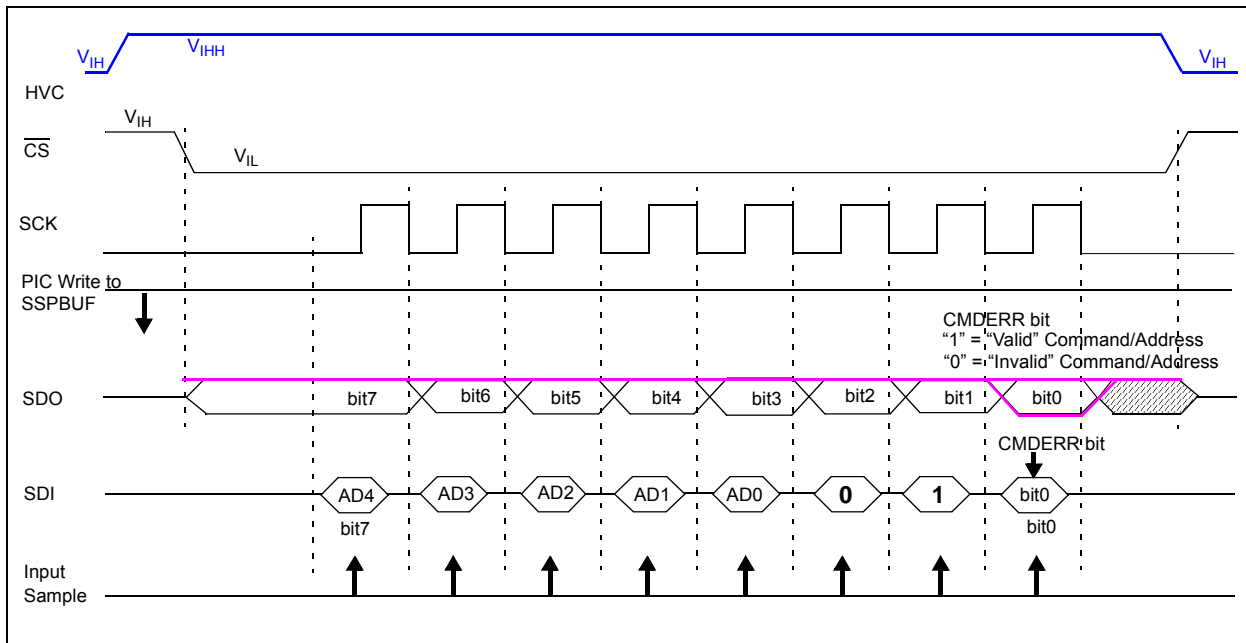 VIH
VIHH
VIH
HVC
VIH
CS
VIL
SCK
PIC Write to
SSPBUF
CMDERR bit
“1” = “Valid” Command/Address
“0” = “Invalid” Command/Address
SDO
bit7
bit6
bit5
bit4
bit3
bit2
bit1
bit0
CMDERR bit
SDI
AD4
AD3
AD2
AD1
AD0
0
1
bit0
bit7
bit0
Input
Sample